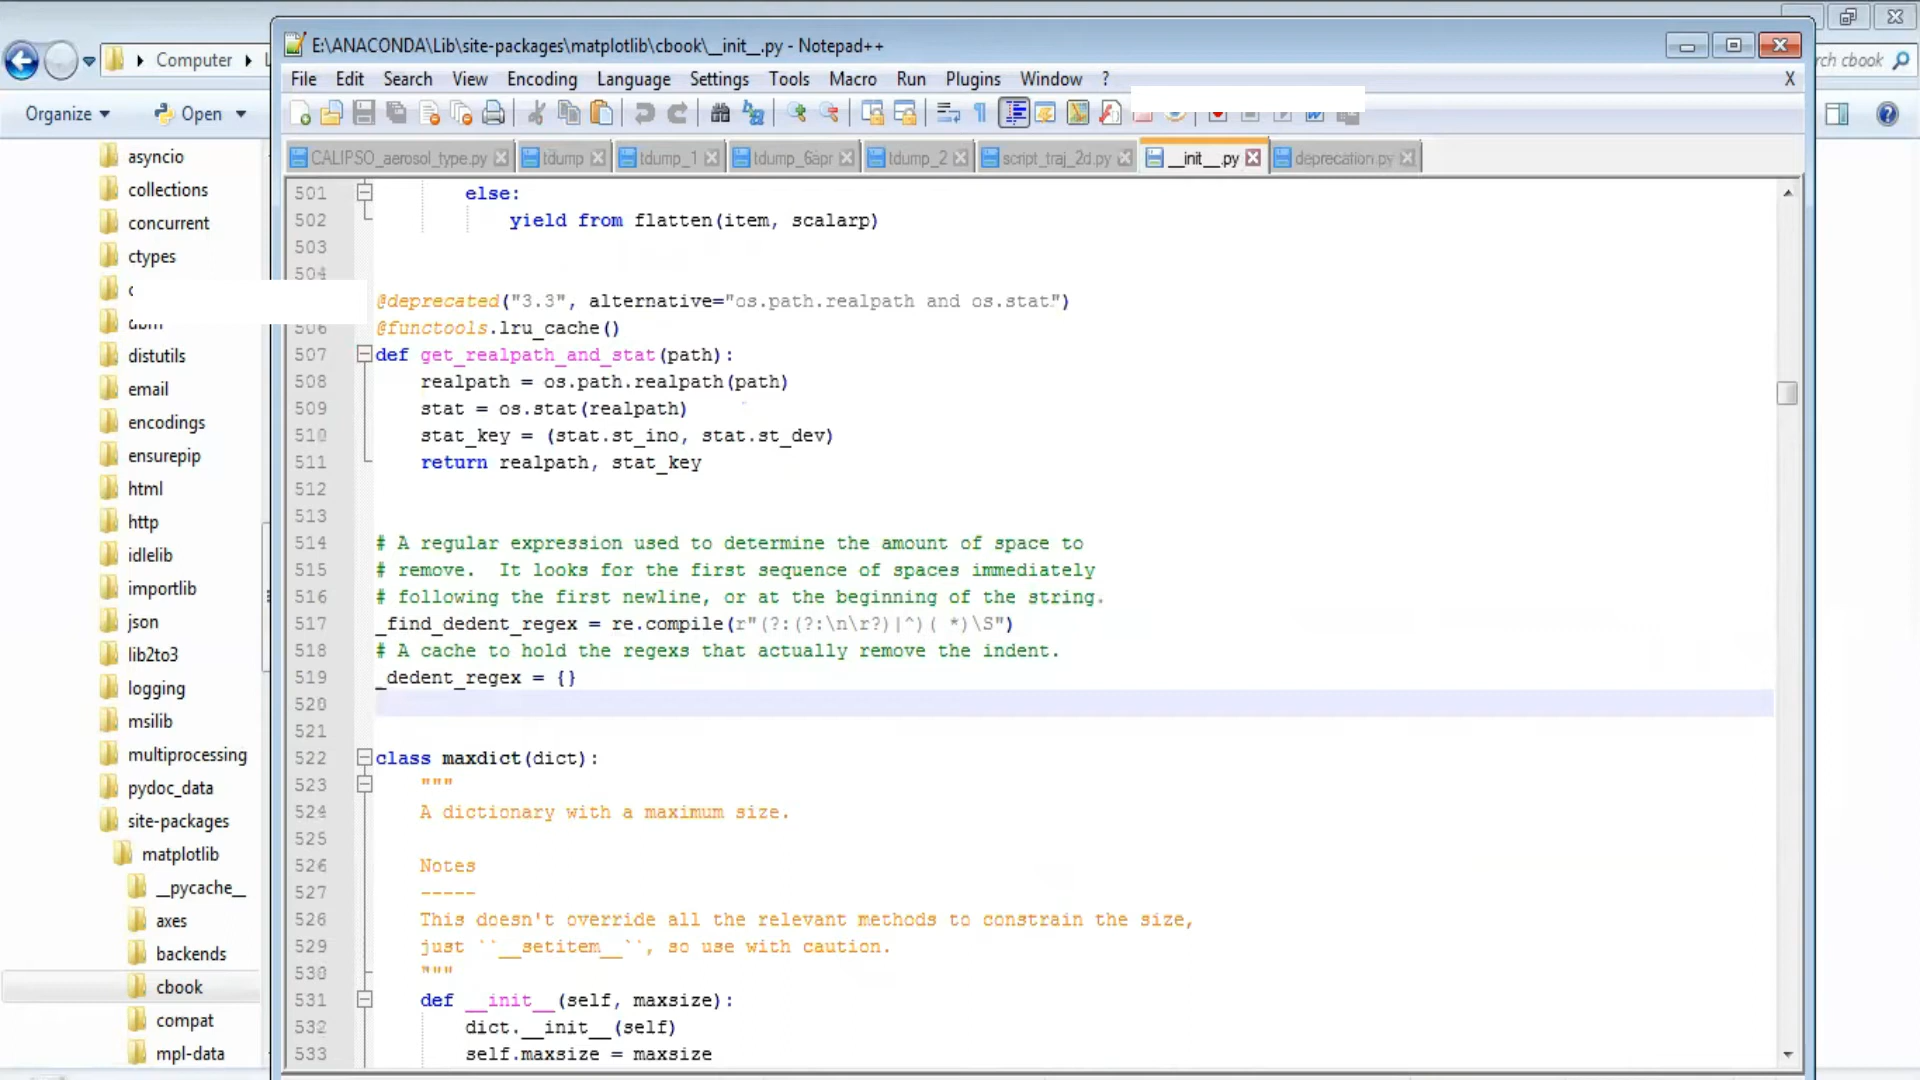 E:\ANACONDA\Lib\site-packages\matplotlib\cbook\__init__.py - Notepad++
Computer
cbook
File Edit Search View Encoding Language Settings Tools Macro Run Plugins Window ? X
Organize Open
CALIPSO_aerosol_type.py tdump tdump_1 tdump_6apr tdump_2 script_traj_2d.py __init__.py deprecation.py
asyncio
collections
concurrent
ctypes
distutils
email
encodings
ensurepip
html
http
idlelib
importlib
json
lib2to3
logging
msilib
multiprocessing
pydoc_data
site-packages
matplotlib
__pycache__
axes
backends
cbook
compat
mpl-data
501 else:
502 yield from flatten(item, scalarp)
503
504
@deprecated("3.3", alternative="os.path.realpath and os.stat")
506 @functools.lru_cache()
507 def get_realpath_and_stat(path):
508 realpath = os.path.realpath(path)
509 stat = os.stat(realpath)
510 stat_key = (stat.st_ino, stat.st_dev)
511 return realpath, stat_key
512
513
514 # A regular expression used to determine the amount of space to
515 # remove.  It looks for the first sequence of spaces immediately
516 # following the first newline, or at the beginning of the string.
517 _find_dedent_regex = re.compile(r"(?:(?:\n\r?)|^)( *)\S")
518 # A cache to hold the regexs that actually remove the indent.
519 _dedent_regex = {}
520
521
522 class maxdict(dict):
523 """
524 A dictionary with a maximum size.
525
526 Notes
527 -----
528 This doesn't override all the relevant methods to constrain the size,
529 just ``__setitem__``, so use with caution.
530 """
531 def __init__(self, maxsize):
532 dict.__init__(self)
533 self.maxsize = maxsize